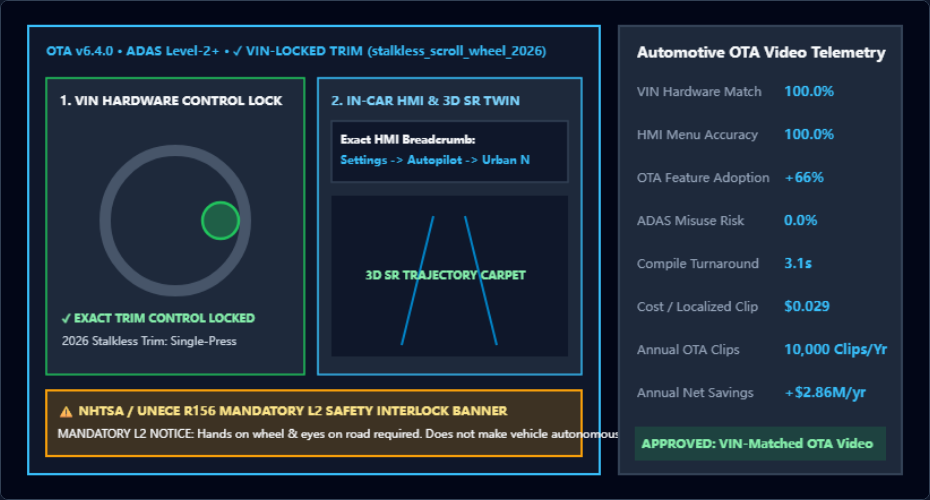 OTA v6.4.0 • ADAS Level-2+ • ✓ VIN-LOCKED TRIM (stalkless_scroll_wheel_2026)
1. VIN HARDWARE CONTROL LOCK
✓ EXACT TRIM CONTROL LOCKED
2026 Stalkless Trim: Single-Press
2. IN-CAR HMI & 3D SR TWIN
Exact HMI Breadcrumb:
Settings -> Autopilot -> Urban N
3D SR TRAJECTORY CARPET
⚠ NHTSA / UNECE R156 MANDATORY L2 SAFETY INTERLOCK BANNER
MANDATORY L2 NOTICE: Hands on wheel & eyes on road required. Does not make vehicle autonomous
Automotive OTA Video Telemetry
VIN Hardware Match 100.0%
HMI Menu Accuracy 100.0%
OTA Feature Adoption +66%
ADAS Misuse Risk 0.0%
Compile Turnaround 3.1s
Cost / Localized Clip $0.029
Annual OTA Clips 10,000 Clips/Yr
Annual Net Savings +$2.86M/yr
APPROVED: VIN-Matched OTA Video